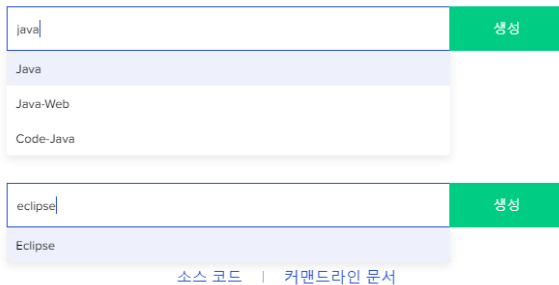 java 생성
Java
Java-Web
Code-Java
eclipse 생성
Eclipse
소스 코드 | 커맨드라인 문서